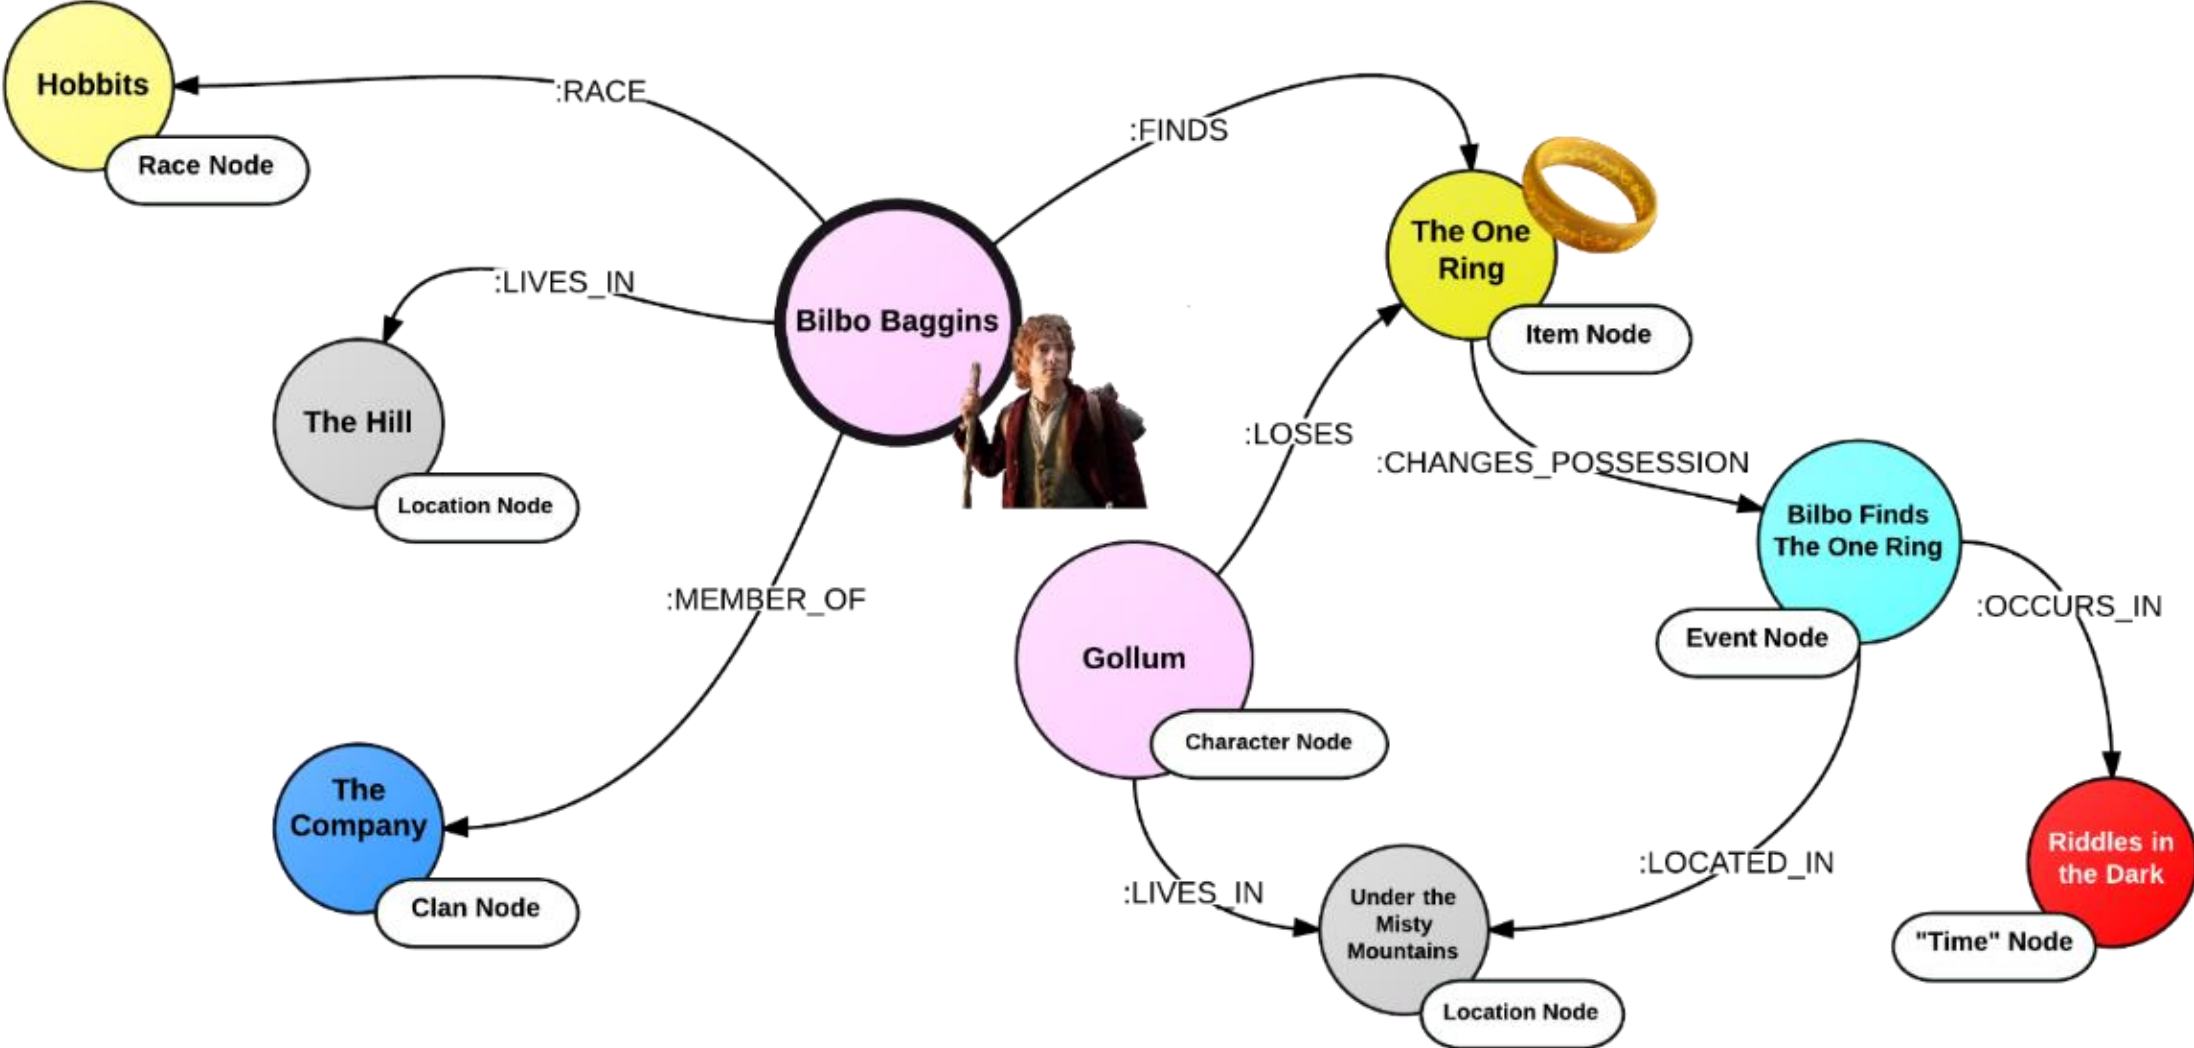 Hobbits
Race Node
:RACE
:FINDS
The One
Ring
Item Node
:LIVES_IN
Bilbo Baggins
The Hill
Location Node
:LOSES
:CHANGES_POSSESSION
Bilbo Finds
The One Ring
Event Node
:OCCURS_IN
:MEMBER_OF
Gollum
Character Node
The
Company
Clan Node
:LIVES_IN
:LOCATED_IN
Under the
Misty
Mountains
Location Node
Riddles in
the Dark
"Time" Node